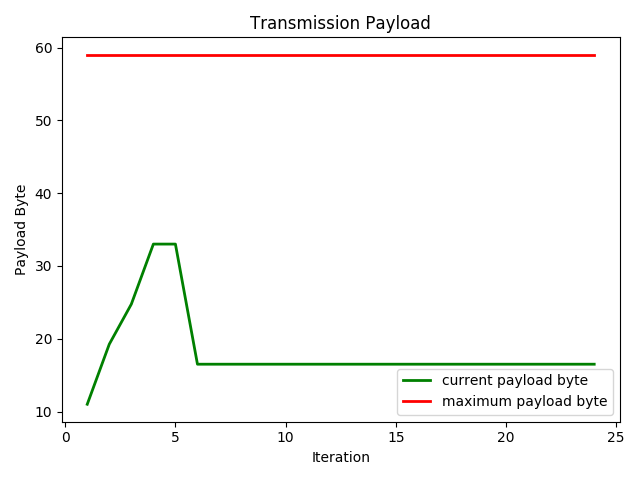 Transmission Payload
60
50
40
30
20
10
Payload Byte
0 5 10 15 20 25
Iteration
current payload byte
maximum payload byte